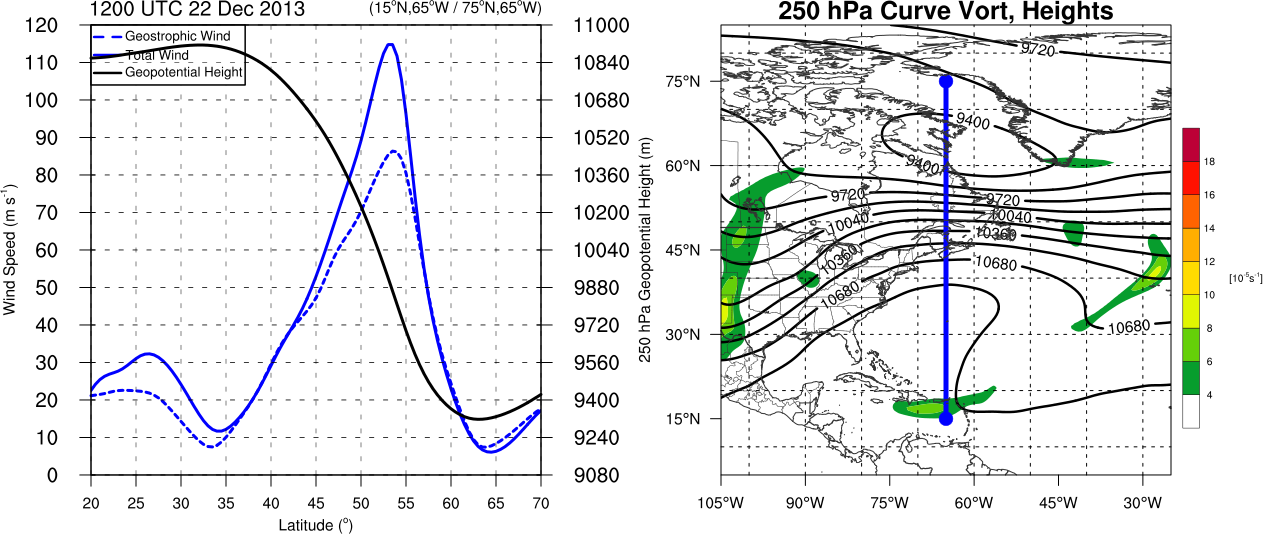 1200 UTC 22 Dec 2013
(15°N,65°W / 75°N,65°W)
Geostrophic Wind
Total Wind
Geopotential Height
Wind Speed (m s⁻¹)
120
110
100
90
80
70
60
50
40
30
20
10
0
20 25 30 35 40 45 50 55 60 65 70
Latitude (°)
11000
10840
10680
10520
10360
10200
10040
9880
9720
9560
9400
9240
9080
250 hPa Geopotential Height (m)
250 hPa Curve Vort, Heights
75°N
60°N
45°N
30°N
15°N
105°W 90°W 75°W 60°W 45°W 30°W
9720
9400
9400
9720
9720
10040
10040
10360
10360
10680
10680
10680
18
16
14
12
10
8
6
4
[10⁻⁵s⁻¹]